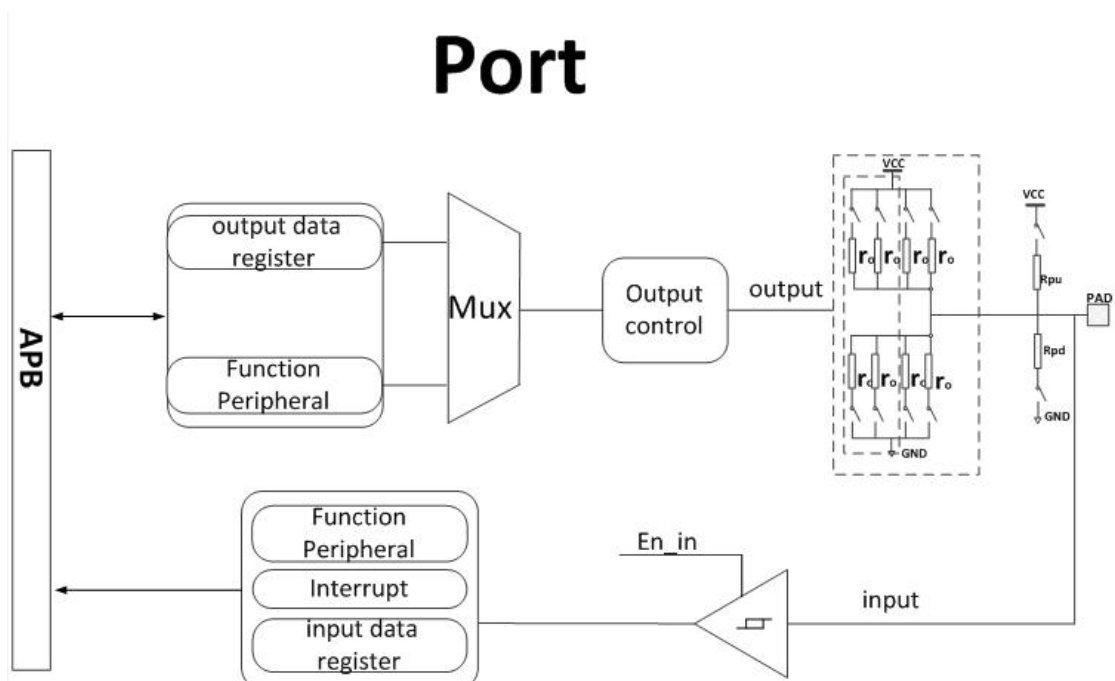 Port
APB
output data
register
Function
Peripheral
Mux
Output
control
output
VCC
ro ro ro ro
ro ro ro ro
GND
VCC
Rpu
PAD
Rpd
GND
Function
Peripheral
Interrupt
input data
register
En_in
input